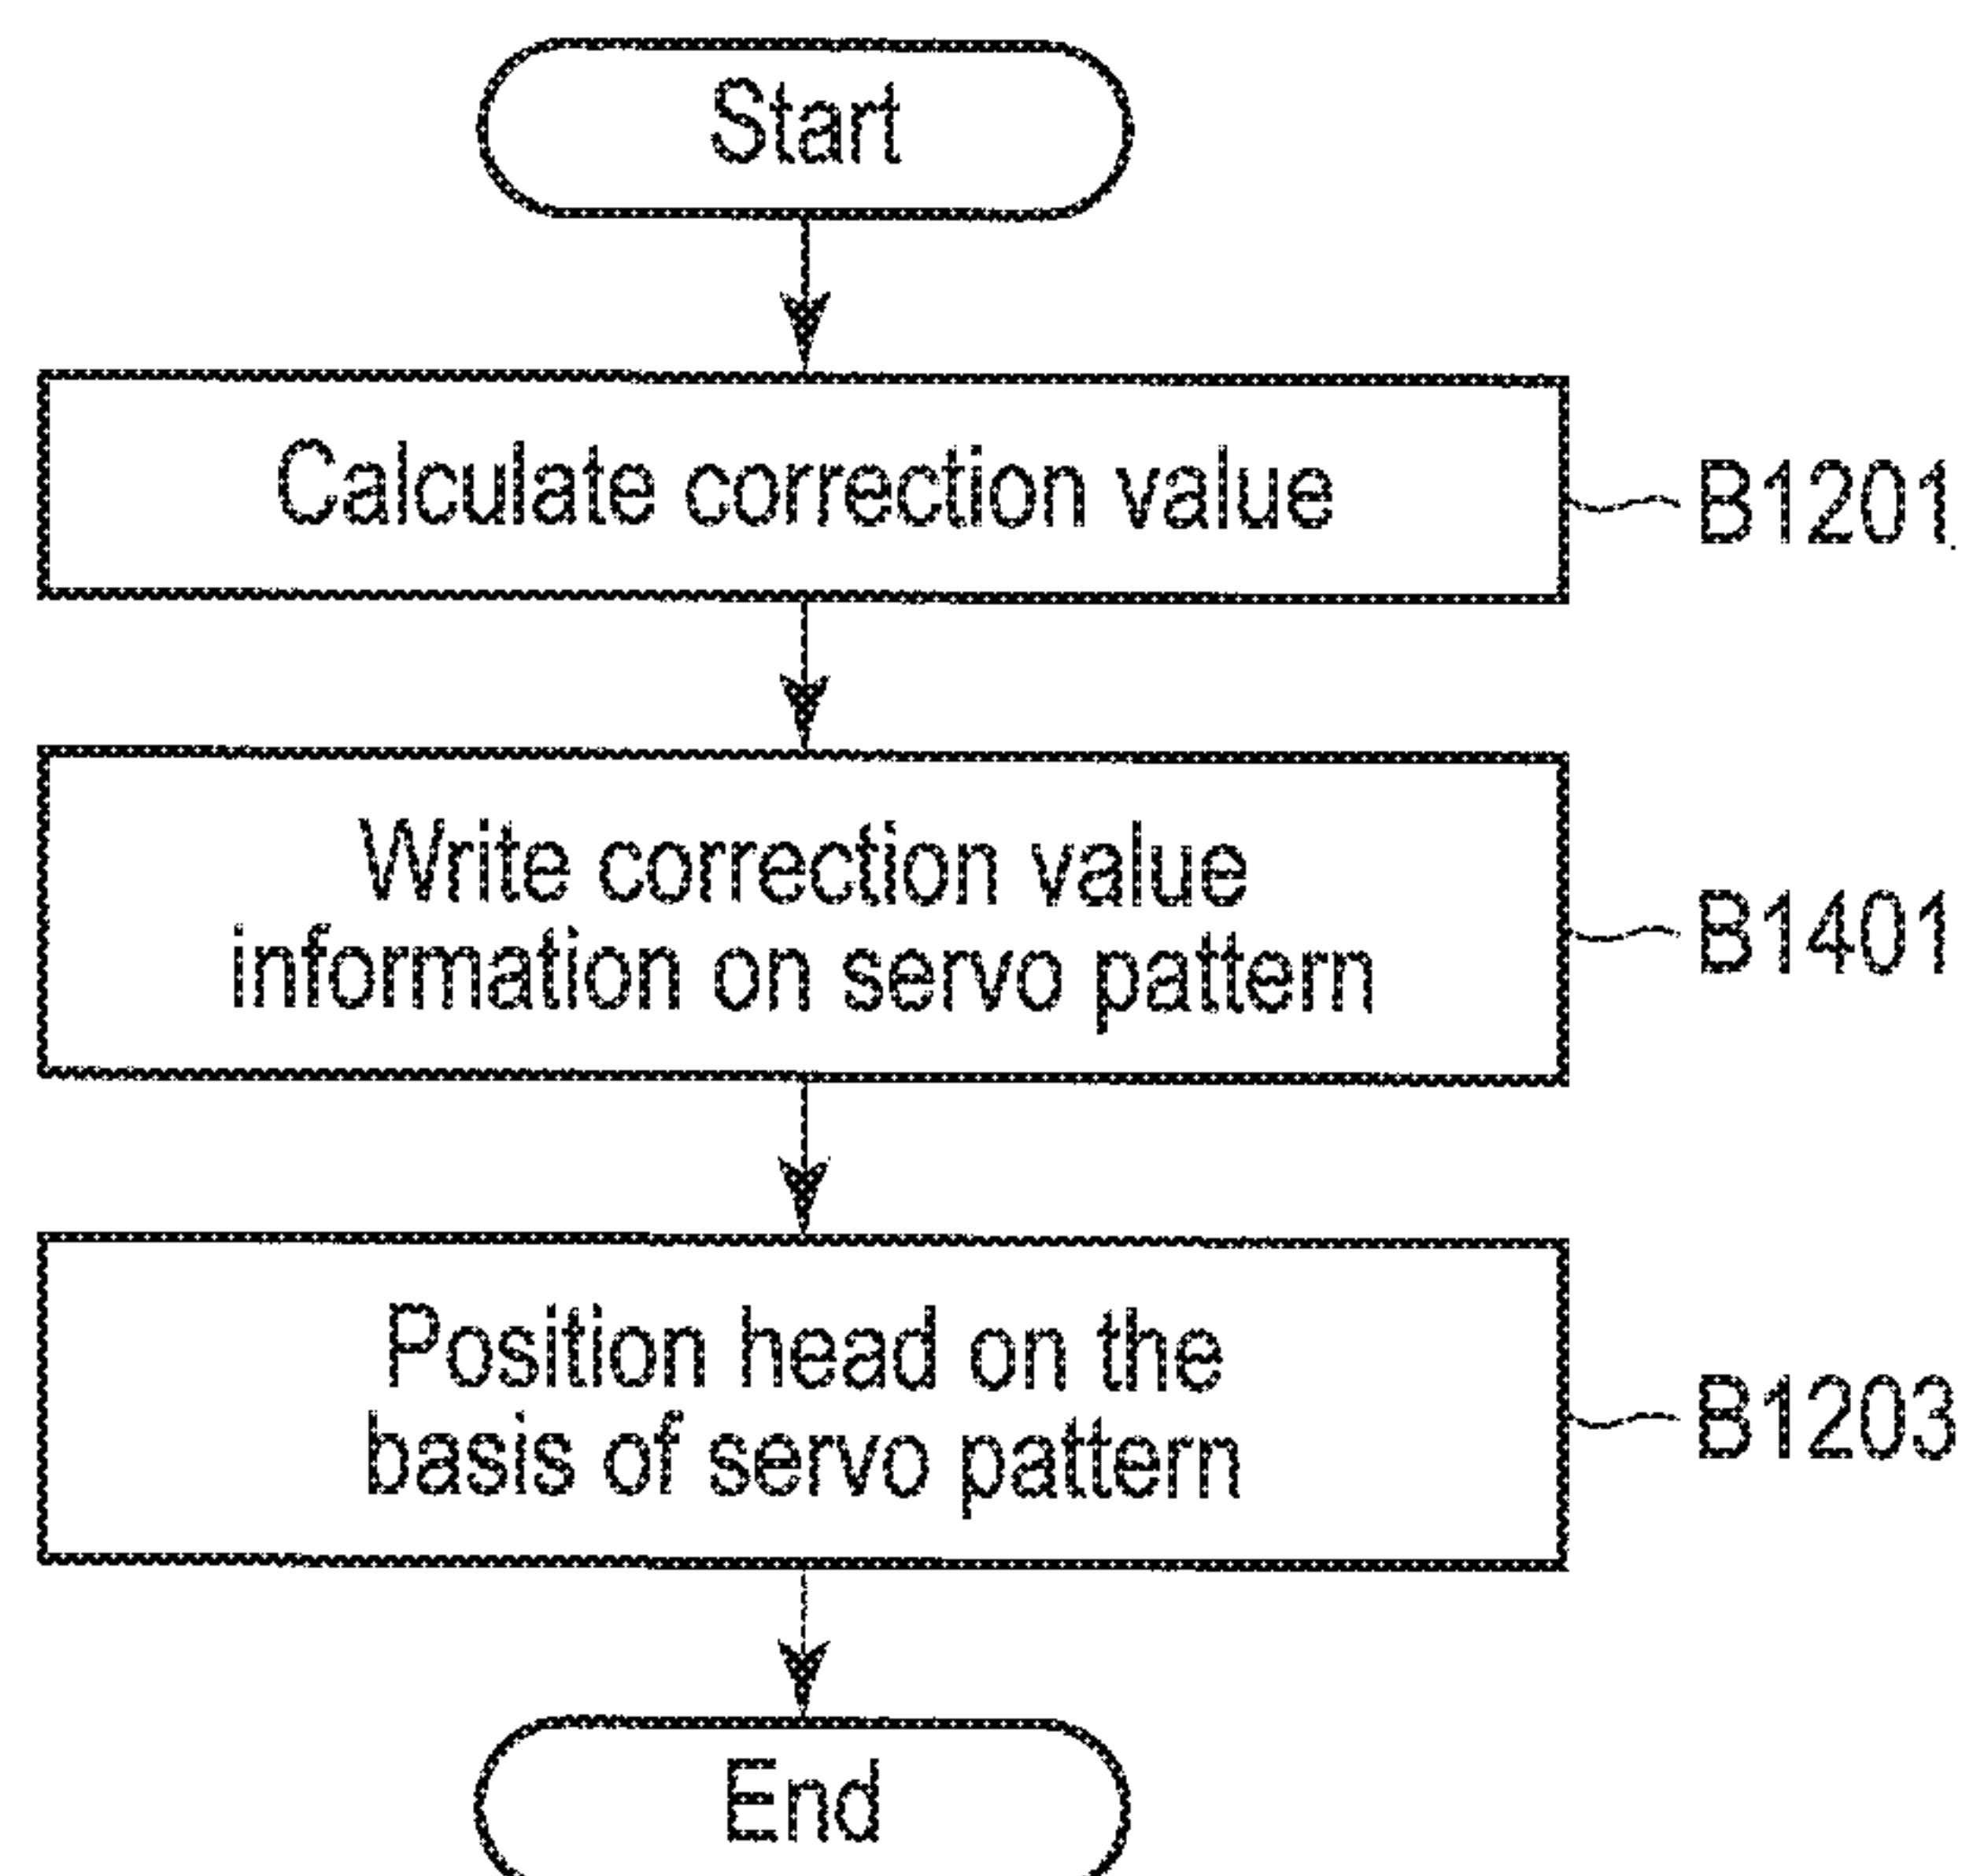 Start
Calculate correction value
B1201
Write correction value
information on servo pattern
B1401
Position head on the
basis of servo pattern
B1203
End